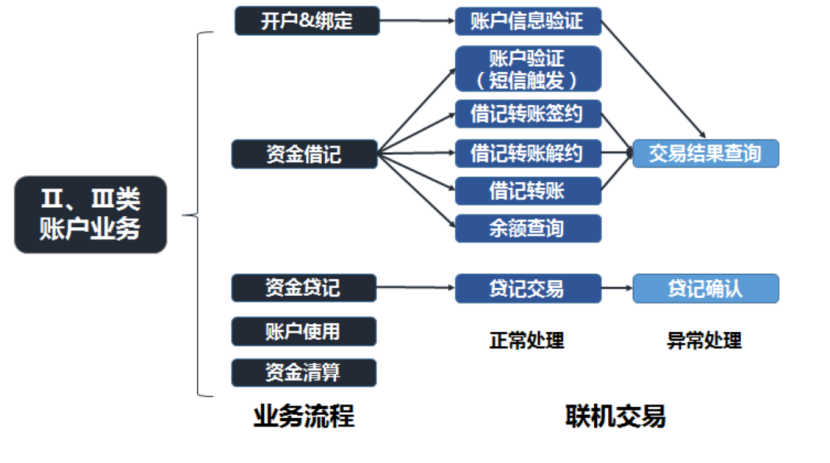 开户&绑定
账户信息验证
账户验证
（短信触发）
借记转账签约
资金借记
借记转账解约
交易结果查询
Ⅱ、Ⅲ类
账户业务
借记转账
余额查询
资金贷记
贷记交易
贷记确认
账户使用
正常处理
异常处理
资金清算
业务流程
联机交易